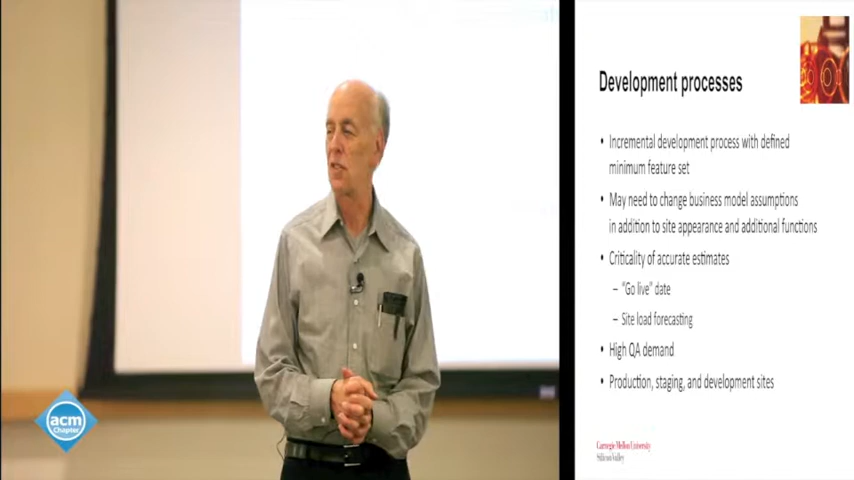 Development processes
• Incremental development process with defined
minimum feature set
• May need to change business model assumptions
in addition to site appearance and additional functions
• Criticality of accurate estimates
– "Go live" date
– Site load forecasting
• High QA demand
• Production, staging, and development sites
Carnegie Mellon University
Silicon Valley
acm
Chapter